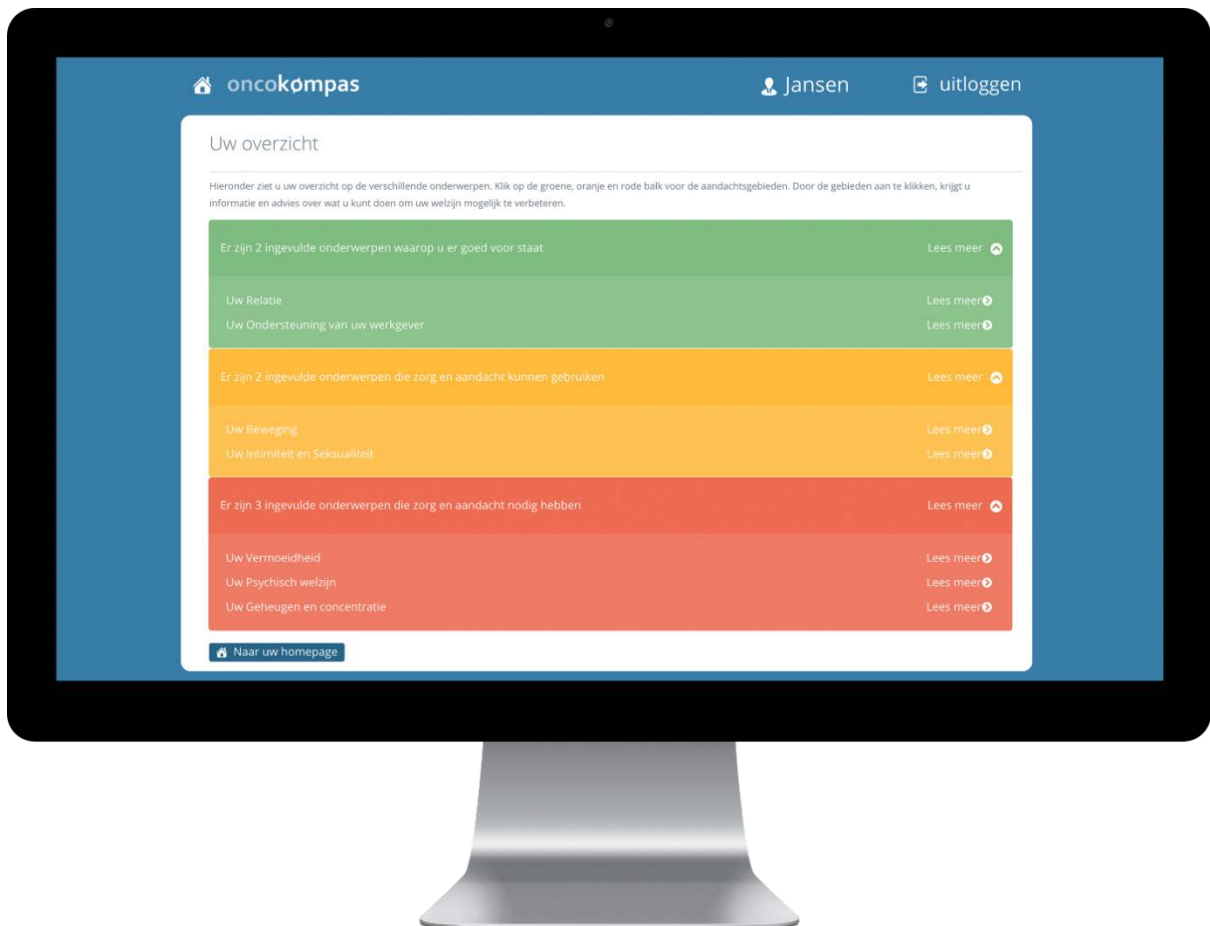 oncokømpas
Jansen
uitloggen
Uw overzicht
Hieronder ziet u uw overzicht op de verschillende onderwerpen. Klik op de groene, oranje en rode balk voor de aandachtsgebieden. Door de gebieden aan te klikken, krijgt u
informatie en advies over wat u kunt doen om uw welzijn mogelijk te verbeteren.
Er zijn 2 ingevulde onderwerpen waarop u er goed voor staat Lees meer
Uw Relatie Lees meer
Uw Ondersteuning van uw werkgever Lees meer
Er zijn 2 ingevulde onderwerpen die zorg en aandacht kunnen gebruiken Lees meer
Uw Beweging Lees meer
Uw Intimiteit en Seksualiteit Lees meer
Er zijn 3 ingevulde onderwerpen die zorg en aandacht nodig hebben Lees meer
Uw Vermoeidheid Lees meer
Uw Psychisch welzijn Lees meer
Uw Geheugen en concentratie Lees meer
Naar uw homepage